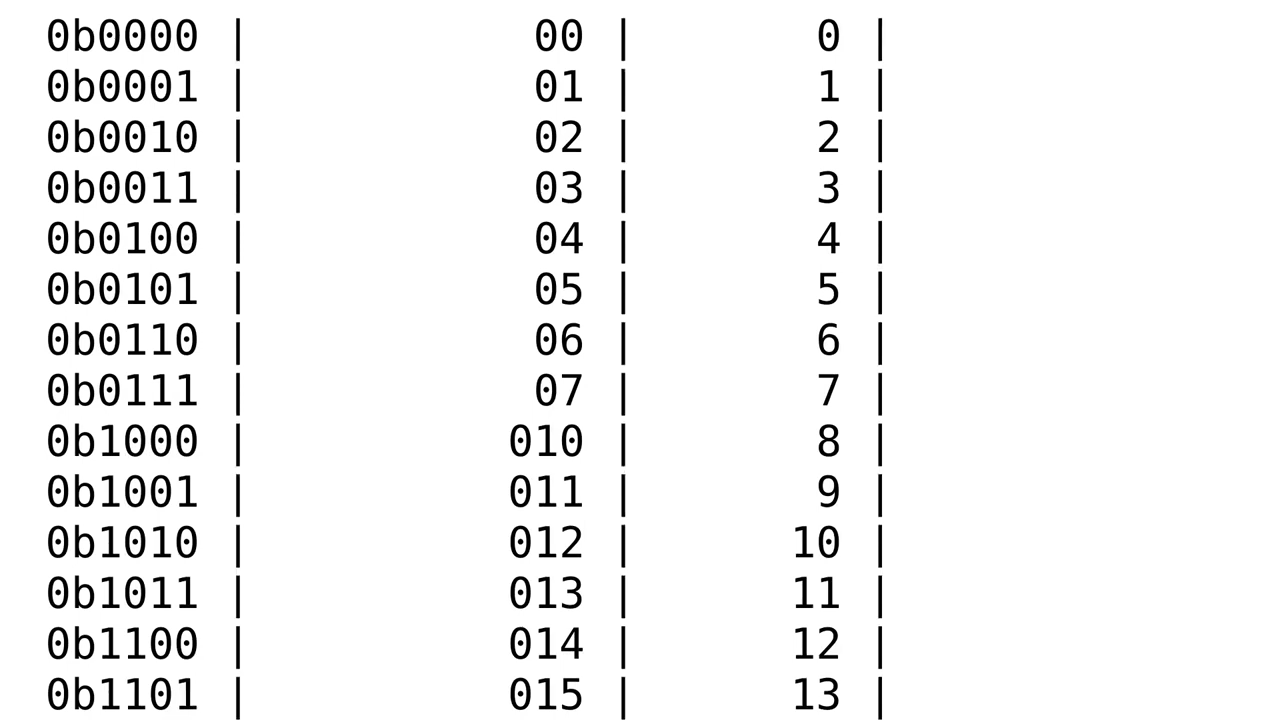 0b0000 | 00 | 0 |
0b0001 | 01 | 1 |
0b0010 | 02 | 2 |
0b0011 | 03 | 3 |
0b0100 | 04 | 4 |
0b0101 | 05 | 5 |
0b0110 | 06 | 6 |
0b0111 | 07 | 7 |
0b1000 | 010 | 8 |
0b1001 | 011 | 9 |
0b1010 | 012 | 10 |
0b1011 | 013 | 11 |
0b1100 | 014 | 12 |
0b1101 | 015 | 13 |